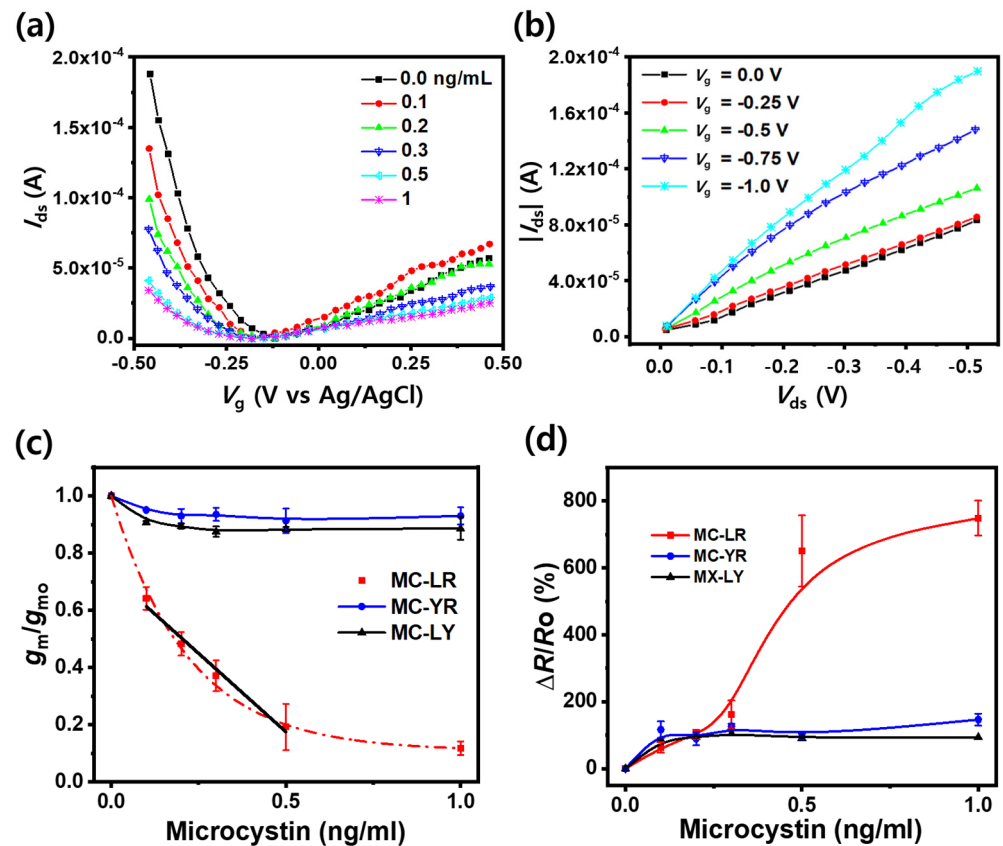 (a)
2.0x10-4
1.5x10-4
1.0x10-4
5.0x10-5
0.0
Ids (A)
0.0 ng/mL
0.1
0.2
0.3
0.5
1
-0.50
-0.25
0.00
0.25
0.50
Vg (V vs Ag/AgCl)
(b)
2.0x10-4
1.6x10-4
1.2x10-4
8.0x10-5
4.0x10-5
0.0
|Ids| (A)
Vg = 0.0 V
Vg = -0.25 V
Vg = -0.5 V
Vg = -0.75 V
Vg = -1.0 V
0.0
-0.1
-0.2
-0.3
-0.4
-0.5
Vds (V)
(c)
1.0
0.8
0.6
0.4
0.2
0.0
gm/gmo
MC-LR
MC-YR
MC-LY
0.0
0.5
1.0
Microcystin (ng/ml)
(d)
800
600
400
200
0
ΔR/Ro (%)
MC-LR
MC-YR
MX-LY
0.0
0.5
1.0
Microcystin (ng/ml)